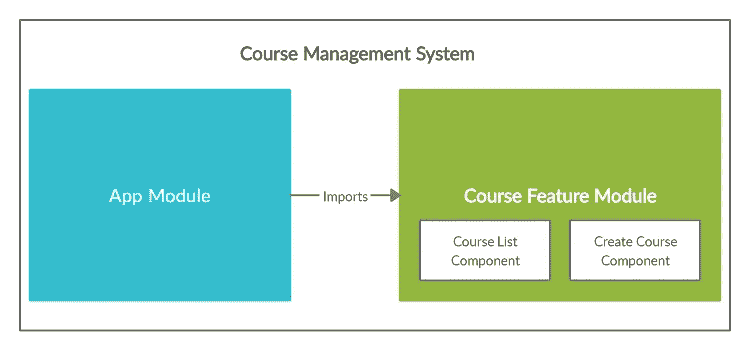 Course Management System
App Module
Imports
Course Feature Module
Course List
Component
Create Course
Component